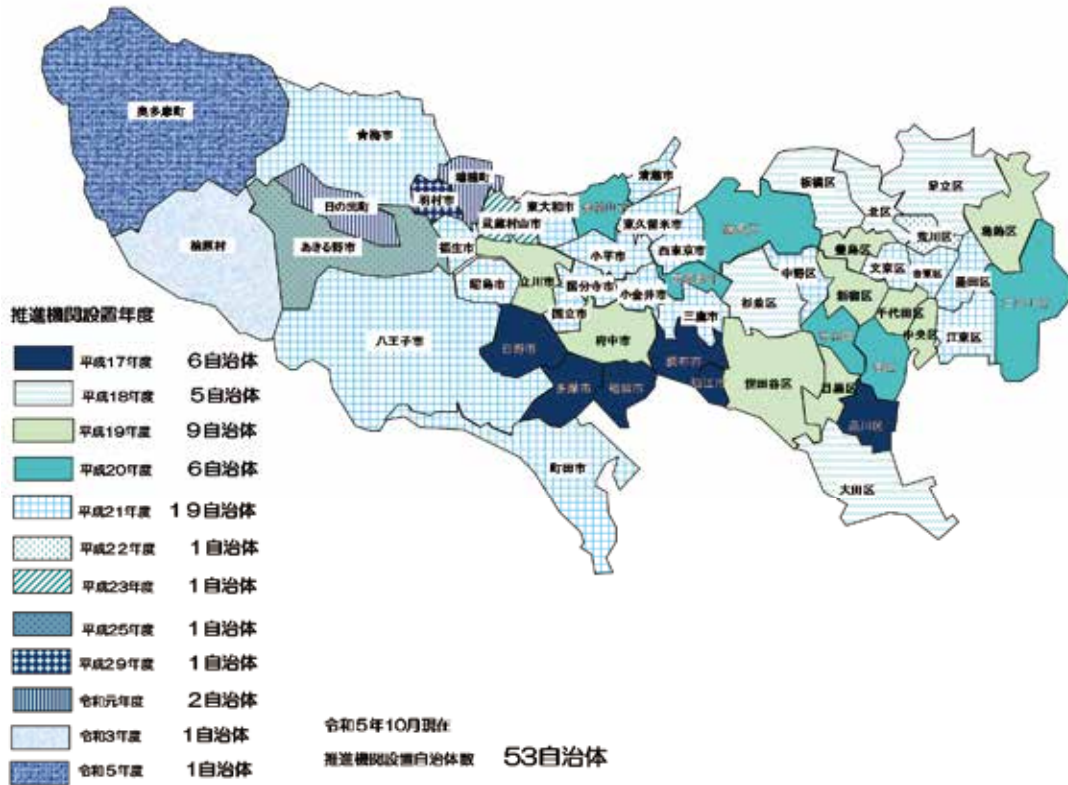 奥多摩町
青梅市
瑞穂町
清瀬市
羽村市
日の出町
東大和市
武蔵村山市
東久留米市
板橋区
足立区
北区
葛飾区
荒川区
檜原村
あきる野市
福生市
小平市
西東京市
豊島区
文京区
台東区
墨田区
昭島市
立川市
国分寺市
小金井市
中野区
杉並区
新宿区
千代田区
中央区
江東区
国立市
三鷹市
八王子市
日野市
府中市
調布市
狛江市
世田谷区
目黒区
港区
多摩市
稲城市
品川区
町田市
大田区
推進機関設置年度
平成17年度 6自治体
平成18年度 5自治体
平成19年度 9自治体
平成20年度 6自治体
平成21年度 19自治体
平成22年度 1自治体
平成23年度 1自治体
平成25年度 1自治体
平成29年度 1自治体
令和元年度 2自治体
令和3年度 1自治体
令和5年度 1自治体
令和5年10月現在
推進機関設置自治体数 53自治体